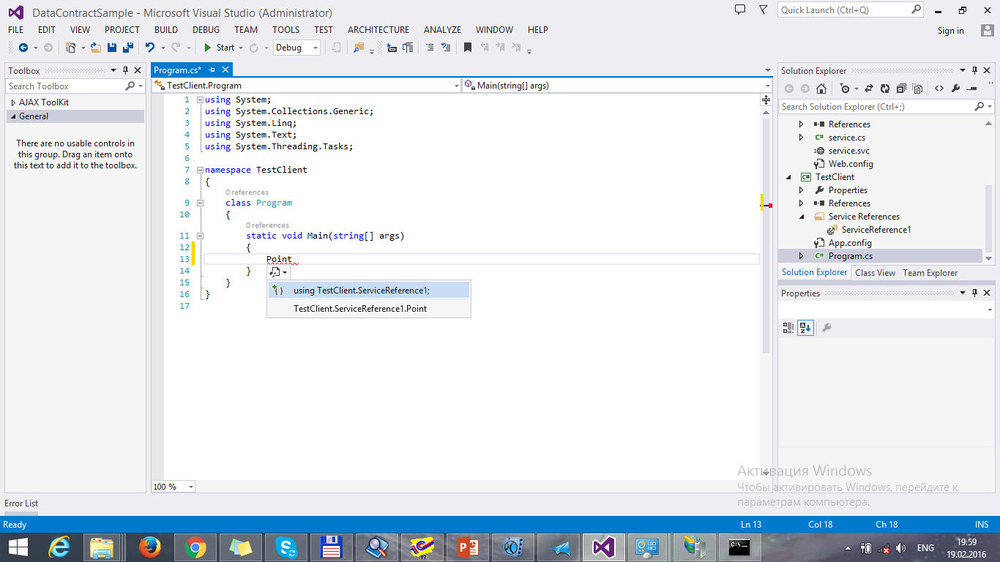 DataContractSample - Microsoft Visual Studio (Administrator)
Quick Launch (Ctrl+Q)
FILE EDIT VIEW PROJECT BUILD DEBUG TEAM TOOLS TEST ARCHITECTURE ANALYZE WINDOW HELP
Sign in
Start Debug
Toolbox
Search Toolbox
AJAX ToolKit
General
There are no usable controls in
this group. Drag an item onto
this text to add it to the toolbox.
Program.cs*
TestClient.Program
Main(string[] args)
1 using System;
2 using System.Collections.Generic;
3 using System.Linq;
4 using System.Text;
5 using System.Threading.Tasks;
6
7 namespace TestClient
8 {
0 references
9 class Program
10 {
0 references
11 static void Main(string[] args)
12 {
13 Point
14 }
15 }
16 }
17
using TestClient.ServiceReference1;
TestClient.ServiceReference1.Point
100 %
Solution Explorer
Search Solution Explorer (Ctrl+;)
References
service.cs
service.svc
Web.config
TestClient
Properties
References
Service References
ServiceReference1
App.config
Program.cs
Solution Explorer Class View Team Explorer
Properties
Активация Windows
Чтобы активировать Windows, перейдите к
параметрам компьютера.
Error List
Ready
Ln 13 Col 18 Ch 18 INS
ENG
19:59
19.02.2016